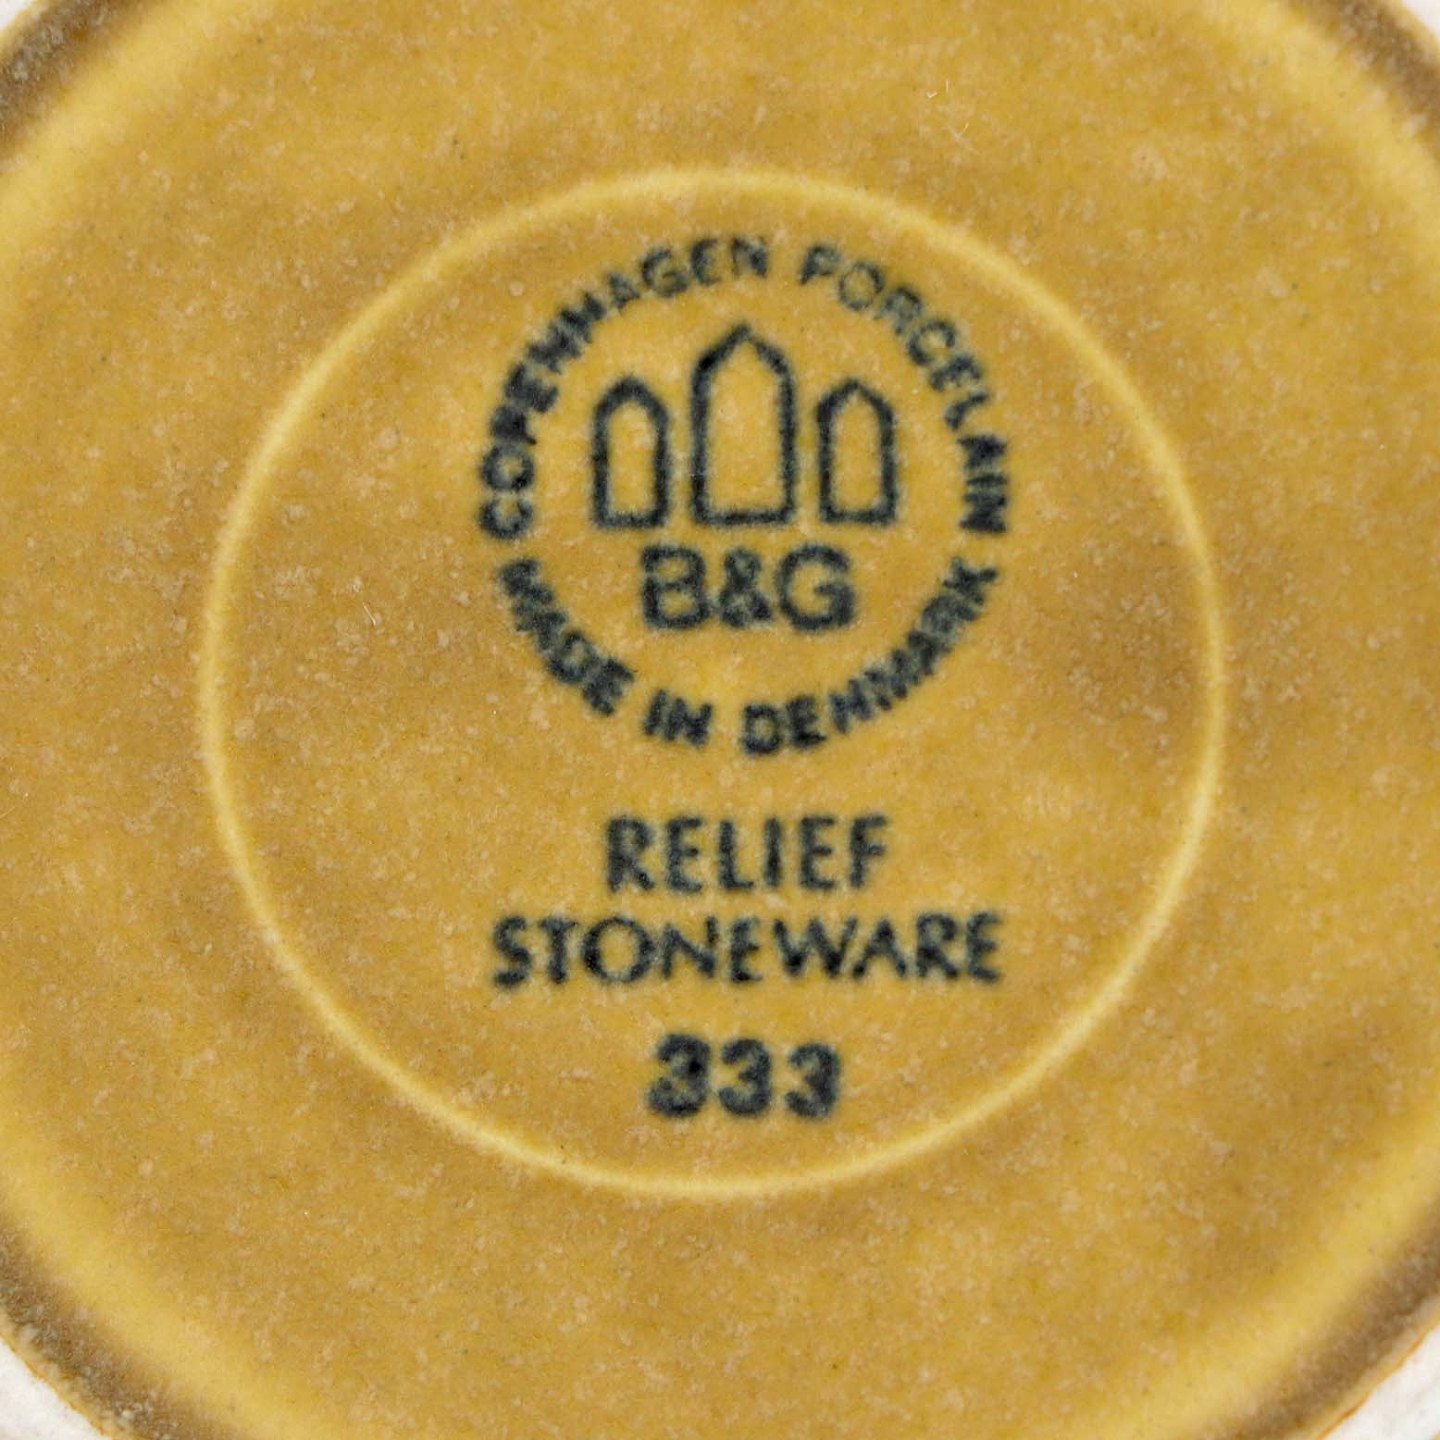 COPENHAGEN PORCELAIN
B&G
MADE IN DENMARK
RELIEF
STONEWARE
333